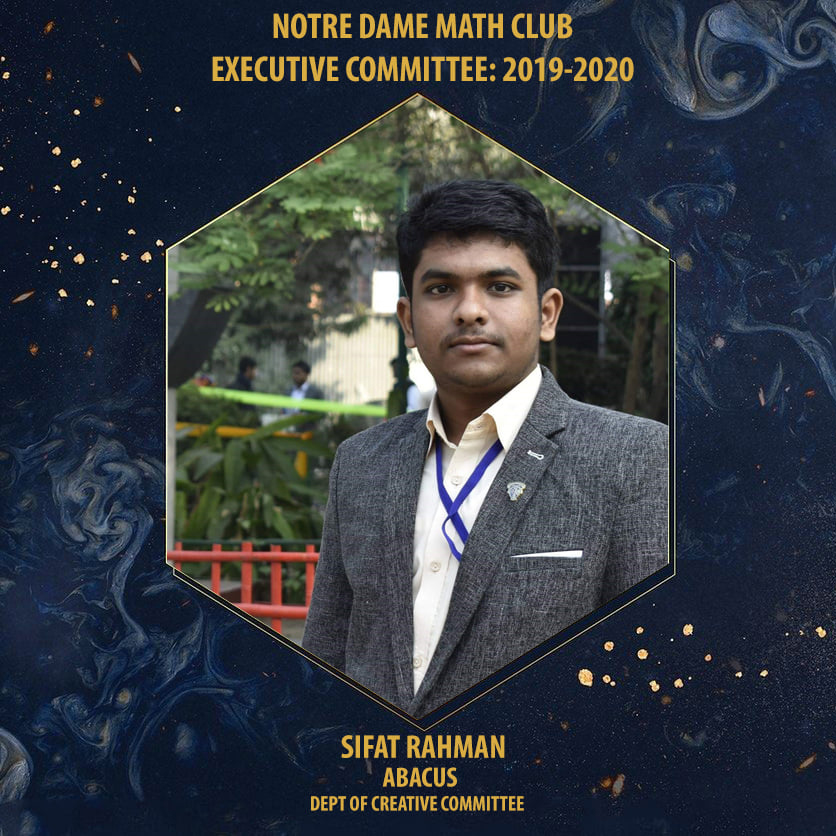 NOTRE DAME MATH CLUB
EXECUTIVE COMMITTEE: 2019-2020
SIFAT RAHMAN
ABACUS
DEPT OF CREATIVE COMMITTEE